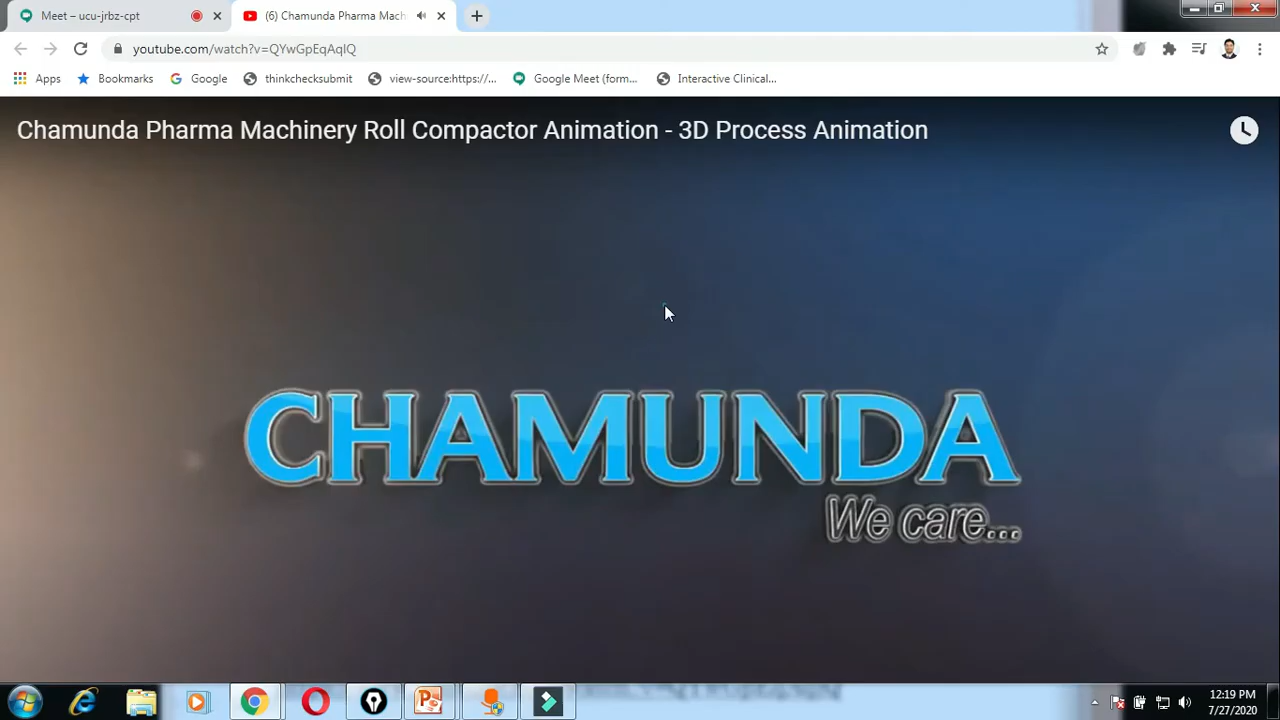 Meet – ucu-jrbz-cpt
(6) Chamunda Pharma Mach
youtube.com/watch?v=QYwGpEqAqIQ
Apps Bookmarks Google thinkchecksubmit view-source:https://... Google Meet (form... Interactive Clinical...
Chamunda Pharma Machinery Roll Compactor Animation - 3D Process Animation
CHAMUNDA
We care...
12:19 PM
7/27/2020